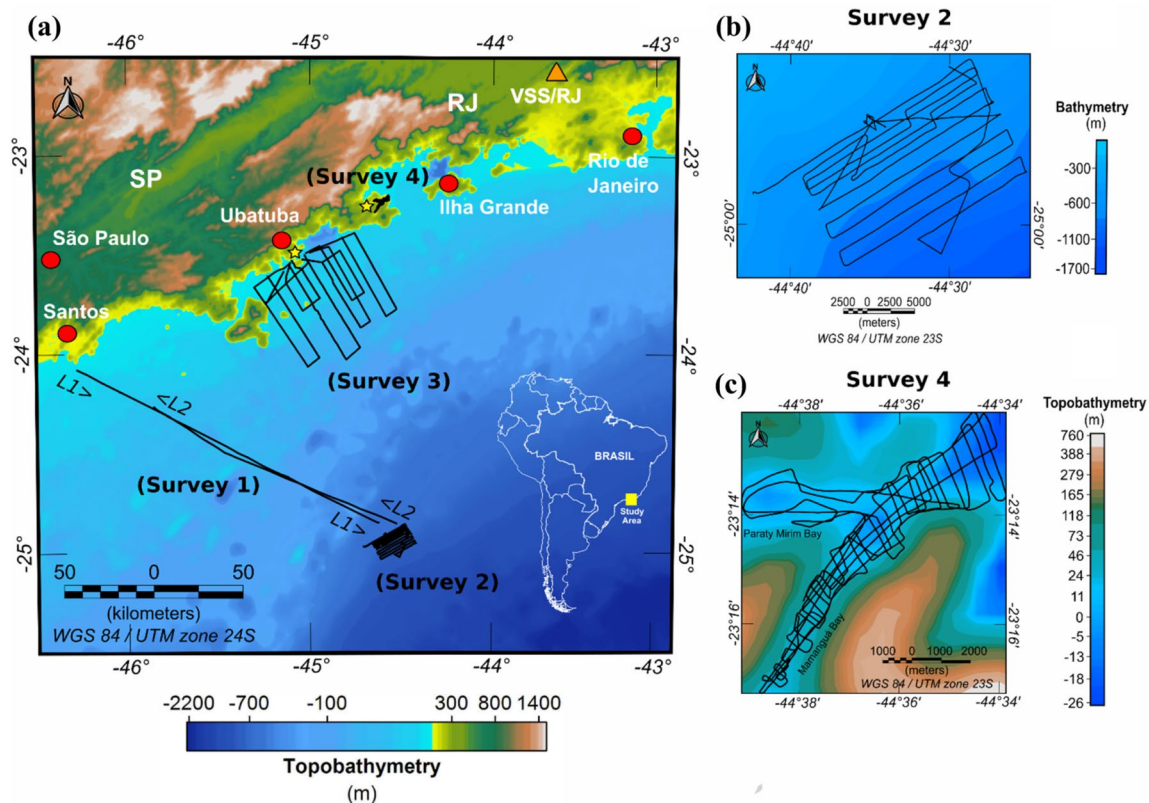 (a)
-46° -45° -44° -43°
N
RJ
VSS/RJ
-23° -23°
Rio de
Janeiro
SP
(Survey 4)
Ilha Grande
Ubatuba
São Paulo
Santos
-24° -24°
(Survey 3)
L1>
<L2
BRASIL
(Survey 1)
Study
Area
<L2
L1>
-25° -25°
(Survey 2)
50 0 50
(kilometers)
WGS 84 / UTM zone 24S
-46° -45° -44° -43°
-2200 -700 -100 300 800 1400
Topobathymetry
(m)
(b)
Survey 2
-44°40' -44°30'
N
-25°00' -25°00'
-44°40' -44°30'
2500 0 2500 5000
(meters)
WGS 84 / UTM zone 23S
Bathymetry
(m)
-300
-600
-1100
-1700
(c)
Survey 4
-44°38' -44°36' -44°34'
N
-23°14' -23°14'
Paraty Mirim Bay
Mamanguá Bay
-23°16' -23°16'
1000 0 1000 2000
(meters)
WGS 84 / UTM zone 23S
-44°38' -44°36' -44°34'
Topobathymetry
(m)
760
388
279
165
118
73
46
24
11
0
-5
-13
-18
-26